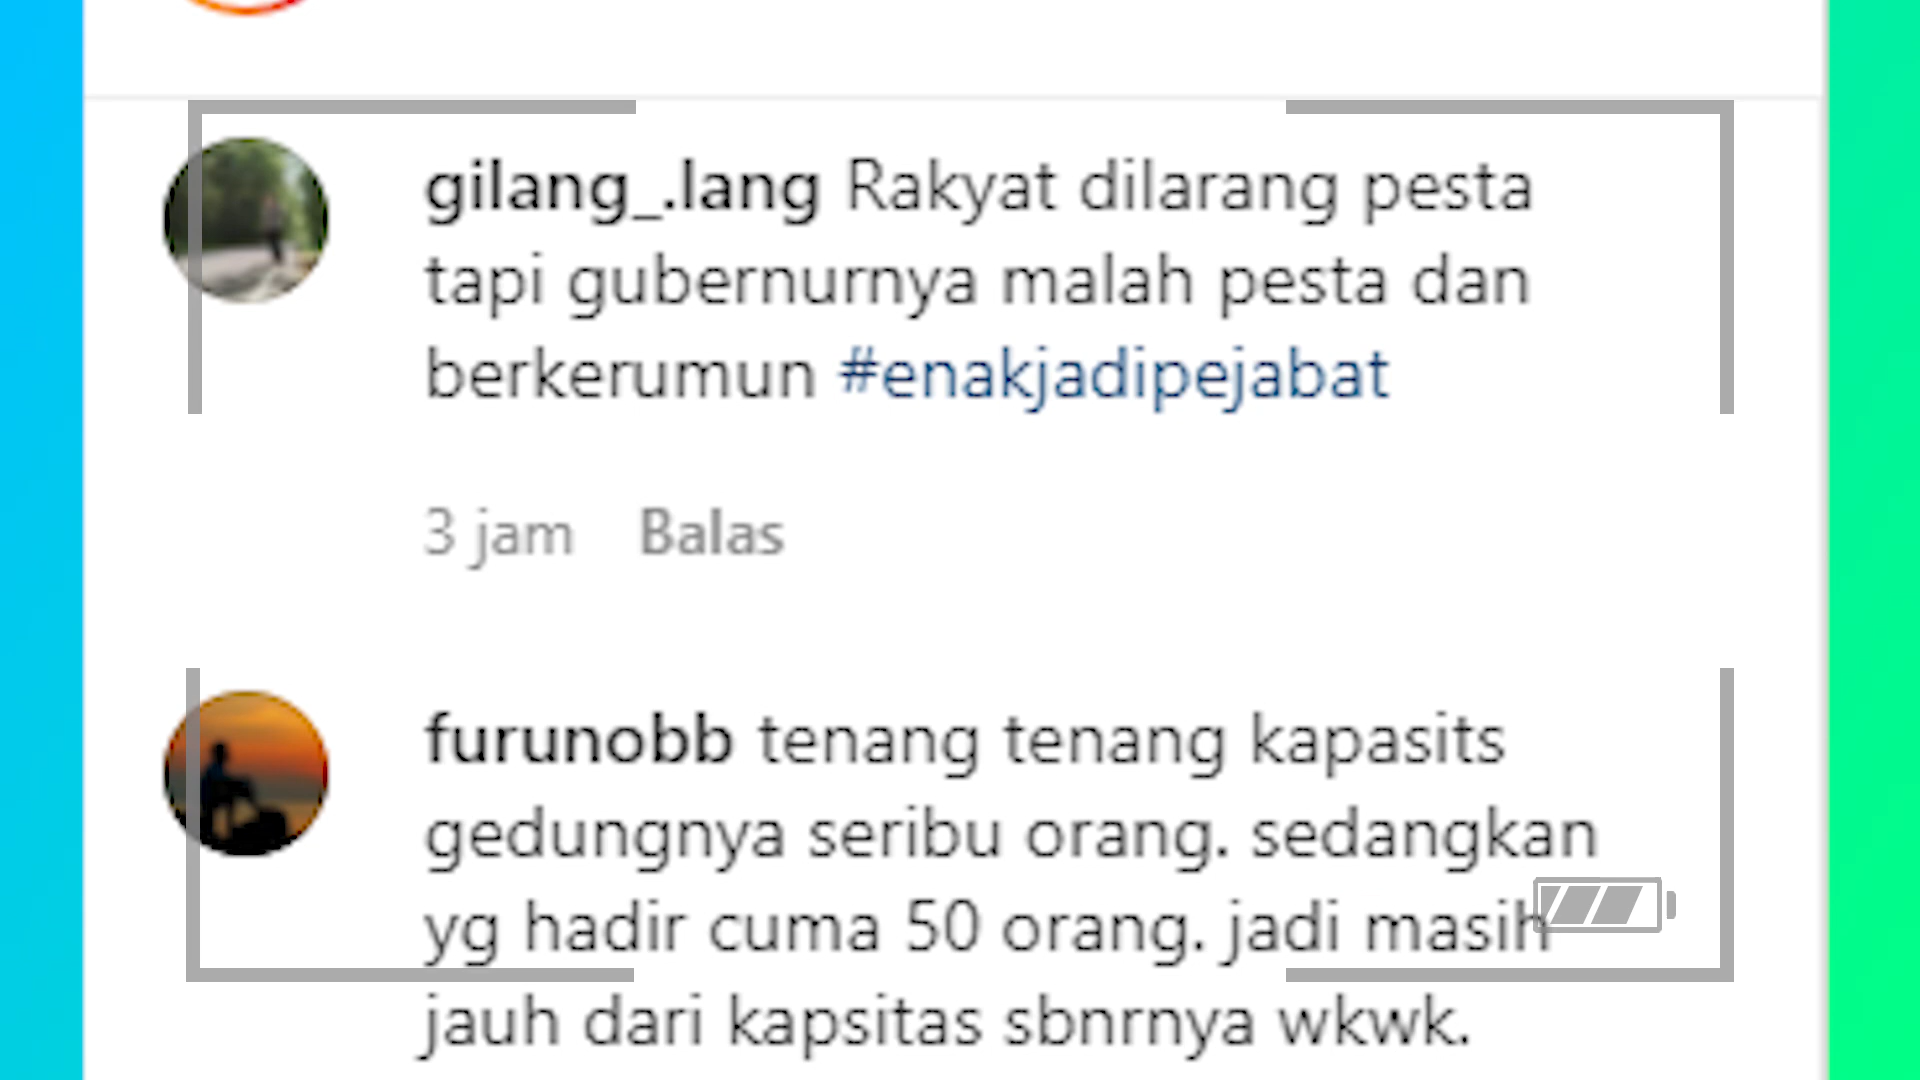 gilang_.lang Rakyat dilarang pesta
tapi gubernurnya malah pesta dan
berkerumun #enakjadipejabat
3 jam Balas
furunobb tenang tenang kapasits
gedungnya seribu orang. sedangkan
yg hadir cuma 50 orang. jadi masih
jauh dari kapsitas sbnrnya wkwk.